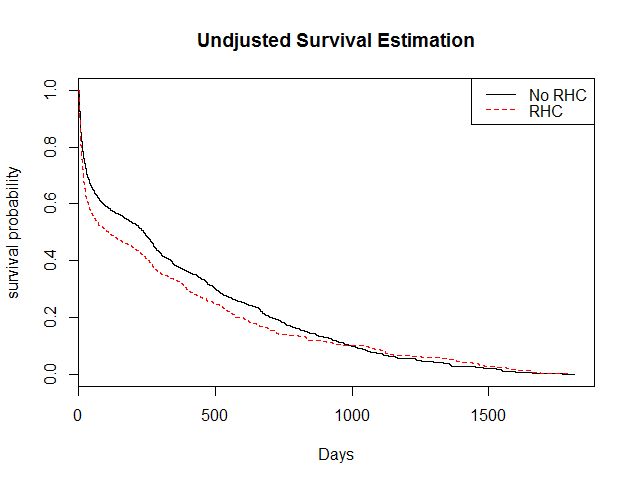 Undjusted Survival Estimation
No RHC
RHC
survival probability
1.0
0.8
0.6
0.4
0.2
0.0
0 500 1000 1500
Days